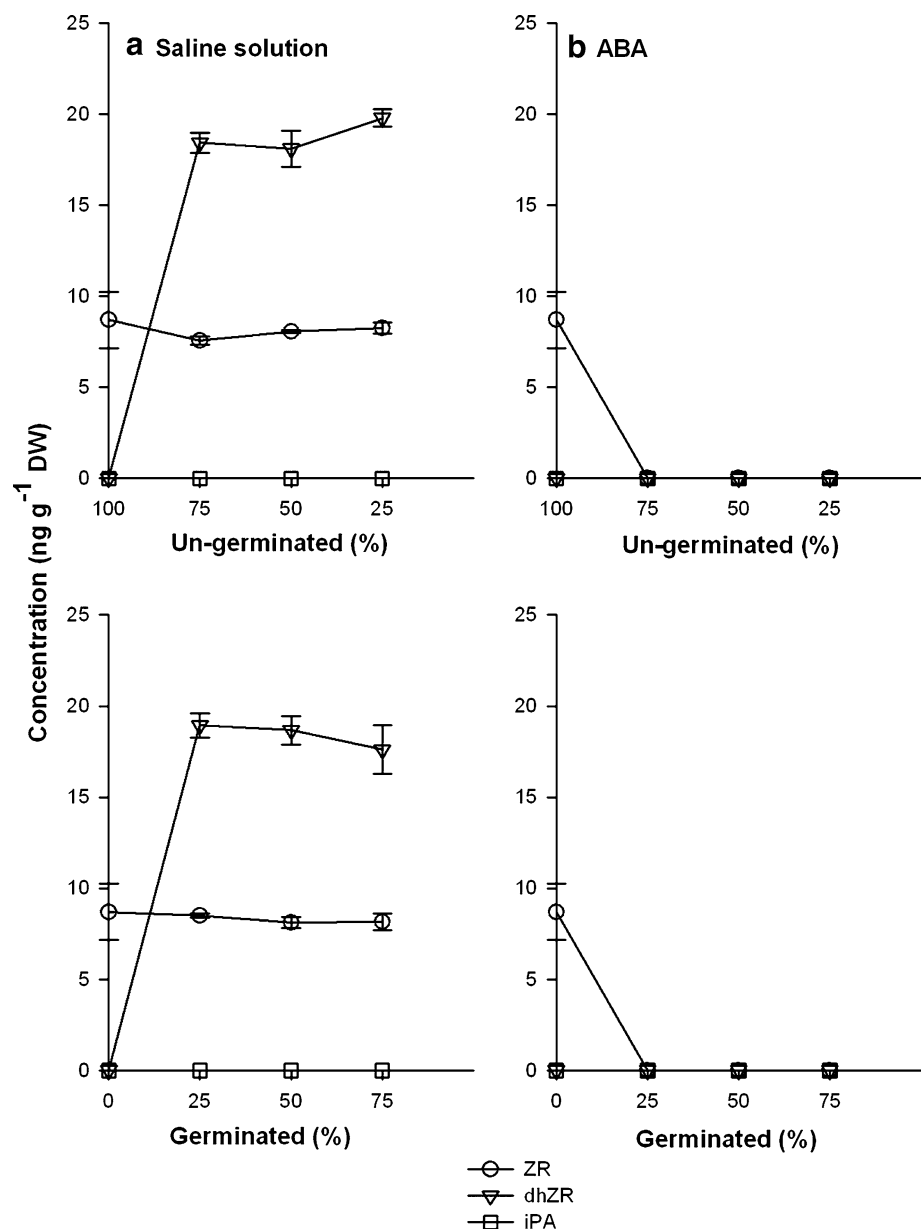 a Saline solution
b ABA
25
20
15
10
5
0
100 75 50 25
Un-germinated (%)
25
20
15
10
5
0
100 75 50 25
Un-germinated (%)
Concentration (ng g⁻¹ DW)
25
20
15
10
5
0
0 25 50 75
Germinated (%)
25
20
15
10
5
0
0 25 50 75
Germinated (%)
ZR
dhZR
iPA